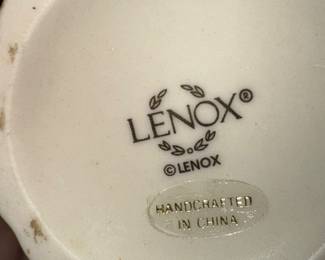 LENOX®
© LENOX
HANDCRAFTED
IN CHINA